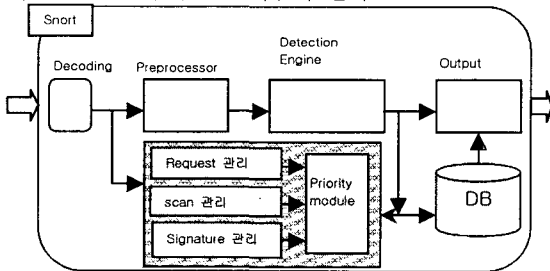 Snort
Decoding
Preprocessor
Detection
Engine
Output
Request 관리
scan 관리
Signature 관리
Priority
module
DB